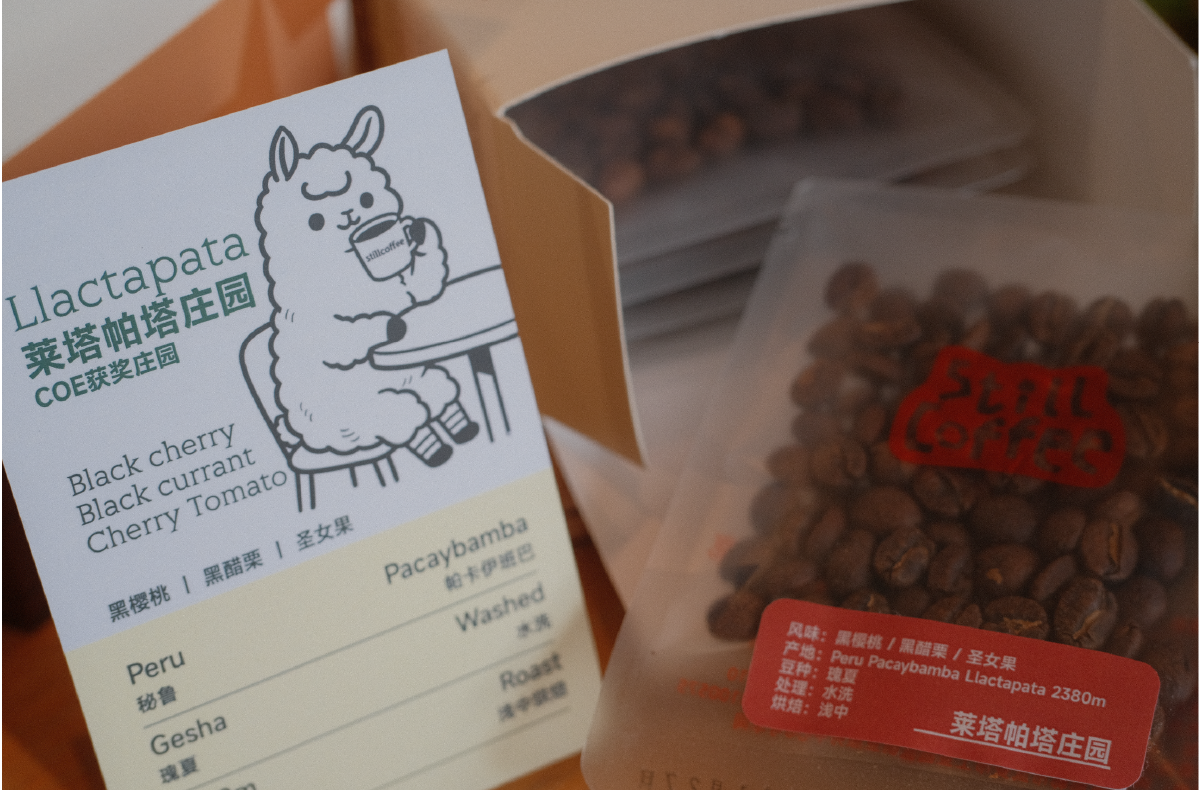 Llactapata
莱塔帕塔庄园
COE获奖庄园
stillcoffee
Black cherry
Black currant
Cherry Tomato
黑樱桃 | 黑醋栗 | 圣女果
Peru
秘鲁
Pacaybamba
帕卡伊班巴
Gesha
瑰夏
Washed
水洗
Roast
浅中烘焙
Still
Coffee
风味：黑樱桃 / 黑醋栗 / 圣女果
产地：Peru Pacaybamba Llactapata 2380m
豆种：瑰夏
处理：水洗
烘焙：浅中
莱塔帕塔庄园